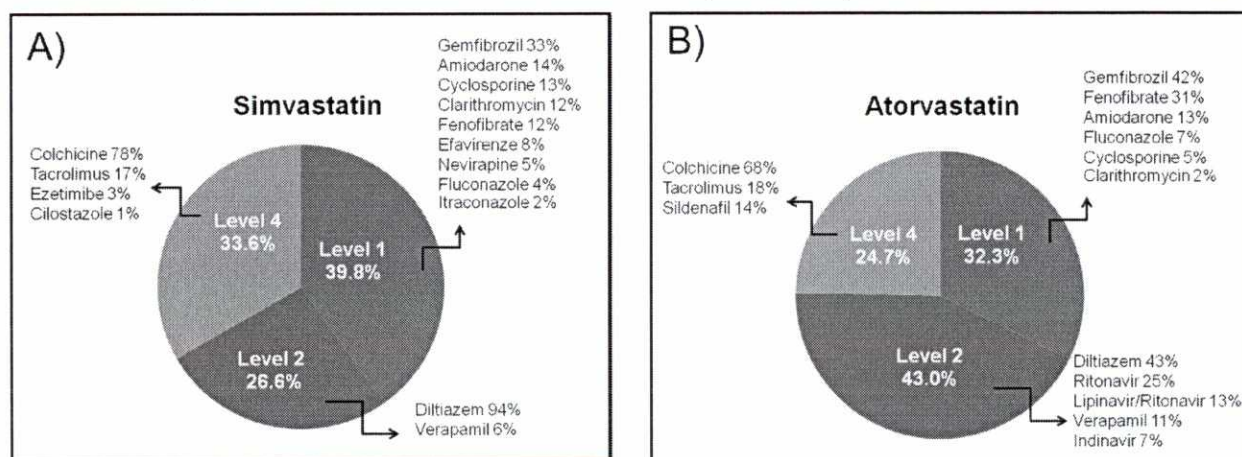 A)
Simvastatin
Gemfibrozil 33%
Amiodarone 14%
Cyclosporine 13%
Clarithromycin 12%
Fenofibrate 12%
Efavirenze 8%
Nevirapine 5%
Fluconazole 4%
Itraconazole 2%
Colchicine 78%
Tacrolimus 17%
Ezetimibe 3%
Cilostazole 1%
Level 4
33.6%
Level 1
39.8%
Level 2
26.6%
Diltiazem 94%
Verapamil 6%
B)
Atorvastatin
Gemfibrozil 42%
Fenofibrate 31%
Amiodarone 13%
Fluconazole 7%
Cyclosporine 5%
Clarithromycin 2%
Colchicine 68%
Tacrolimus 18%
Sildenafil 14%
Level 4
24.7%
Level 1
32.3%
Level 2
43.0%
Diltiazem 43%
Ritonavir 25%
Lipinavir/Ritonavir 13%
Verapamil 11%
Indinavir 7%